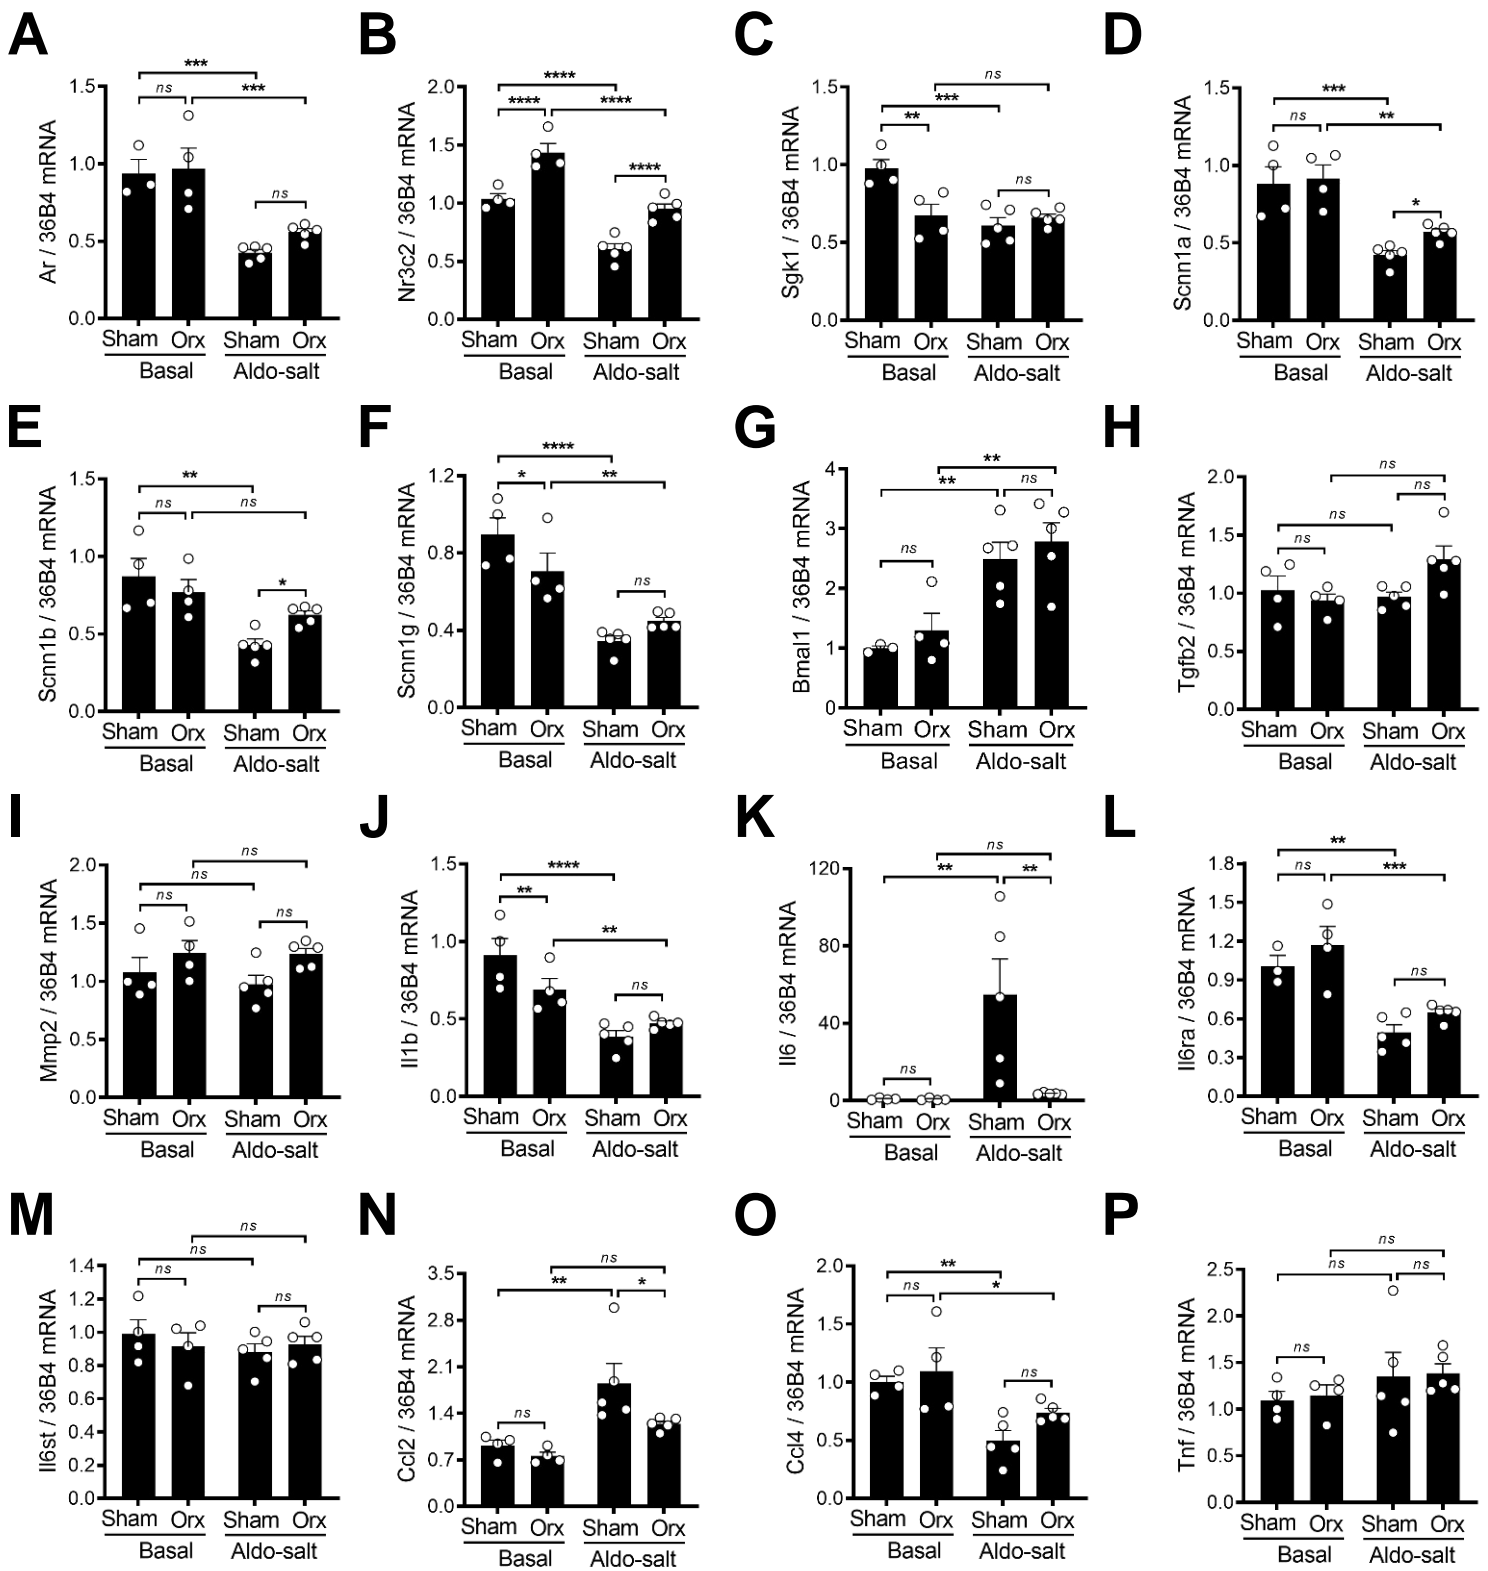 A
Ar / 36B4 mRNA
1.5
1.0
0.5
0.0
***
ns
***
ns
Sham Orx Sham Orx
Basal Aldo-salt
B
Nr3c2 / 36B4 mRNA
2.0
1.5
1.0
0.5
0.0
****
**** ****
****
Sham Orx Sham Orx
Basal Aldo-salt
C
Sgk1 / 36B4 mRNA
1.5
1.0
0.5
0.0
ns
***
**
ns
Sham Orx Sham Orx
Basal Aldo-salt
D
Scnn1a / 36B4 mRNA
1.5
1.0
0.5
0.0
***
ns **
*
Sham Orx Sham Orx
Basal Aldo-salt
E
Scnn1b / 36B4 mRNA
1.5
1.0
0.5
0.0
**
ns ns
*
Sham Orx Sham Orx
Basal Aldo-salt
F
Scnn1g / 36B4 mRNA
1.2
0.8
0.4
0.0
****
* **
ns
Sham Orx Sham Orx
Basal Aldo-salt
G
Bmal1 / 36B4 mRNA
4
3
2
1
0
**
** ns
ns
Sham Orx Sham Orx
Basal Aldo-salt
H
Tgfb2 / 36B4 mRNA
2.0
1.5
1.0
0.5
0.0
ns
ns
ns
ns
Sham Orx Sham Orx
Basal Aldo-salt
I
Mmp2 / 36B4 mRNA
2.0
1.5
1.0
0.5
0.0
ns
ns
ns
ns
Sham Orx Sham Orx
Basal Aldo-salt
J
Il1b / 36B4 mRNA
1.5
1.0
0.5
0.0
****
**
**
ns
Sham Orx Sham Orx
Basal Aldo-salt
K
Il6 / 36B4 mRNA
120
80
40
0
ns
** **
ns
Sham Orx Sham Orx
Basal Aldo-salt
L
Il6ra / 36B4 mRNA
1.8
1.5
1.2
0.9
0.6
0.3
0.0
**
ns ***
ns
Sham Orx Sham Orx
Basal Aldo-salt
M
Il6st / 36B4 mRNA
1.4
1.2
1.0
0.8
0.6
0.4
0.2
0.0
ns
ns
ns
ns
Sham Orx Sham Orx
Basal Aldo-salt
N
Ccl2 / 36B4 mRNA
3.5
2.8
2.1
1.4
0.7
0.0
ns
** *
ns
Sham Orx Sham Orx
Basal Aldo-salt
O
Ccl4 / 36B4 mRNA
2.0
1.5
1.0
0.5
0.0
**
ns *
ns
Sham Orx Sham Orx
Basal Aldo-salt
P
Tnf / 36B4 mRNA
2.5
2.0
1.5
1.0
0.5
0.0
ns
ns ns
ns
Sham Orx Sham Orx
Basal Aldo-salt